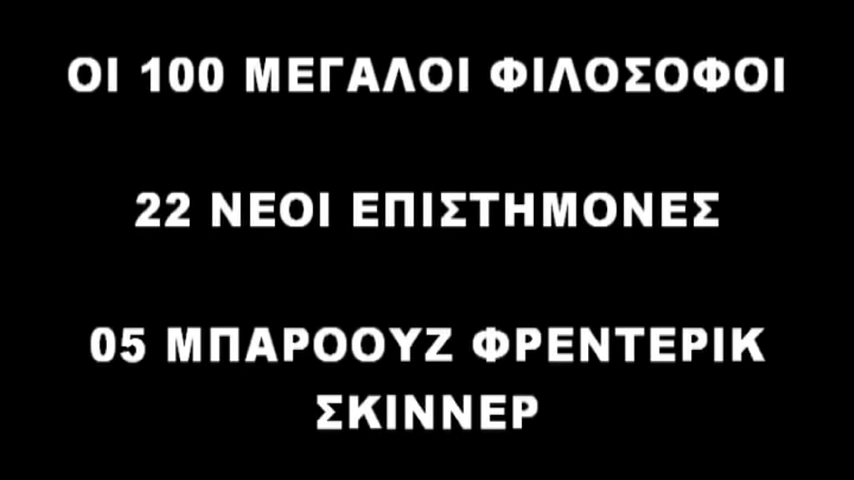 ΟΙ 100 ΜΕΓΑΛΟΙ ΦΙΛΟΣΟΦΟΙ
22 ΝΕΟΙ ΕΠΙΣΤΗΜΟΝΕΣ
05 ΜΠΑΡΟΟΥΖ ΦΡΕΝΤΕΡΙΚ
ΣΚΙΝΝΕΡ